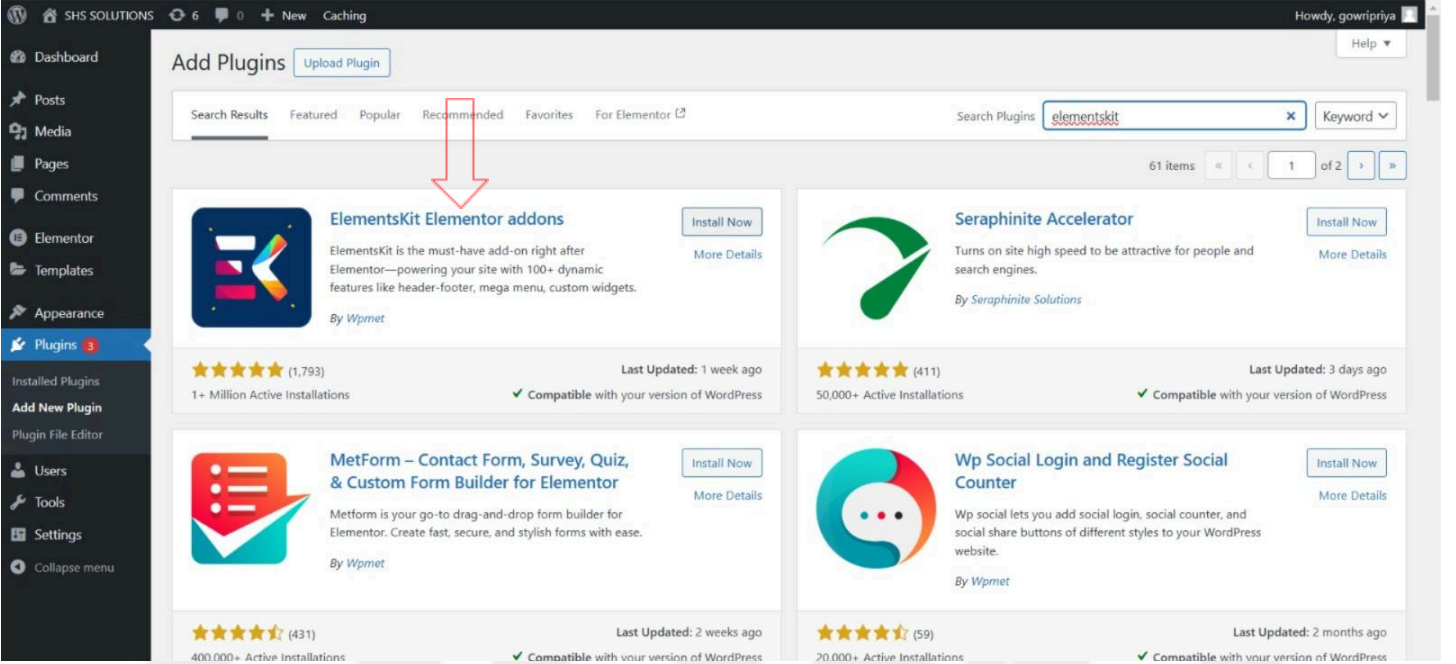 SHS SOLUTIONS 6 0 New Caching Howdy, gowripriya
Help
Dashboard
Posts
Media
Pages
Comments
Elementor
Templates
Appearance
Plugins 3
Installed Plugins
Add New Plugin
Plugin File Editor
Users
Tools
Settings
Collapse menu
Add Plugins Upload Plugin
Search Results Featured Popular Recommended Favorites For Elementor Search Plugins elementskit Keyword
61 items « ‹ 1 of 2 › »
ElementsKit Elementor addons
Install Now
More Details
ElementsKit is the must-have add-on right after
Elementor—powering your site with 100+ dynamic
features like header-footer, mega menu, custom widgets.
By Wpmet
(1,793)
Last Updated: 1 week ago
1+ Million Active Installations
Compatible with your version of WordPress
Seraphinite Accelerator
Install Now
More Details
Turns on site high speed to be attractive for people and
search engines.
By Seraphinite Solutions
(411)
Last Updated: 3 days ago
50,000+ Active Installations
Compatible with your version of WordPress
MetForm – Contact Form, Survey, Quiz,
& Custom Form Builder for Elementor
Install Now
More Details
Metform is your go-to drag-and-drop form builder for
Elementor. Create fast, secure, and stylish forms with ease.
By Wpmet
(431)
Last Updated: 2 weeks ago
400,000+ Active Installations
Compatible with your version of WordPress
Wp Social Login and Register Social
Counter
Install Now
More Details
Wp social lets you add social login, social counter, and
social share buttons of different styles to your WordPress
website.
By Wpmet
(59)
Last Updated: 2 months ago
20,000+ Active Installations
Compatible with your version of WordPress